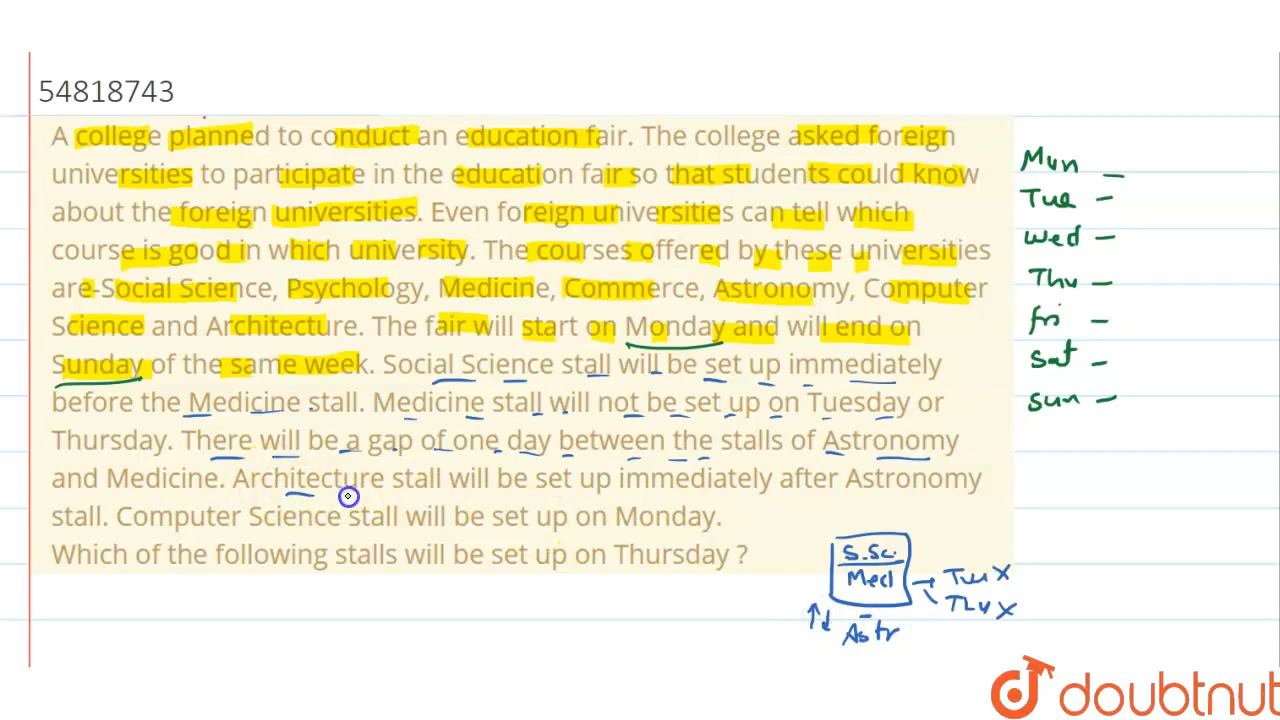 54818743
A college planned to conduct an education fair. The college asked foreign
universities to participate in the education fair so that students could know
about the foreign universities. Even foreign universities can tell which
course is good in which university. The courses offered by these universities
are-Social Science, Psychology, Medicine, Commerce, Astronomy, Computer
Science and Architecture. The fair will start on Monday and will end on
Sunday of the same week. Social Science stall will be set up immediately
before the Medicine stall. Medicine stall will not be set up on Tuesday or
Thursday. There will be a gap of one day between the stalls of Astronomy
and Medicine. Architecture stall will be set up immediately after Astronomy
stall. Computer Science stall will be set up on Monday.
Which of the following stalls will be set up on Thursday ?
Mun –
Tue –
Wed –
Thu –
fri –
Sat –
Sun –
S.Sc.
Med → Tue X
Thu X
↑↓ –
Astr
doubtnut